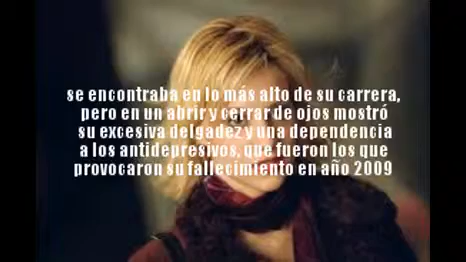 se encontraba en lo más alto de su carrera,
pero en un abrir y cerrar de ojos mostró
su excesiva delgadez y una dependencia
a los antidepresivos, que fueron los que
provocaron su fallecimiento en año 2009